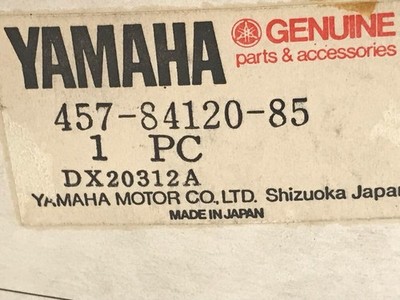 YAMAHA GENUINE
parts & accessories
457-84120-85
1 PC
DX20312A
YAMAHA MOTOR CO., LTD. Shizuoka Japan
MADE IN JAPAN